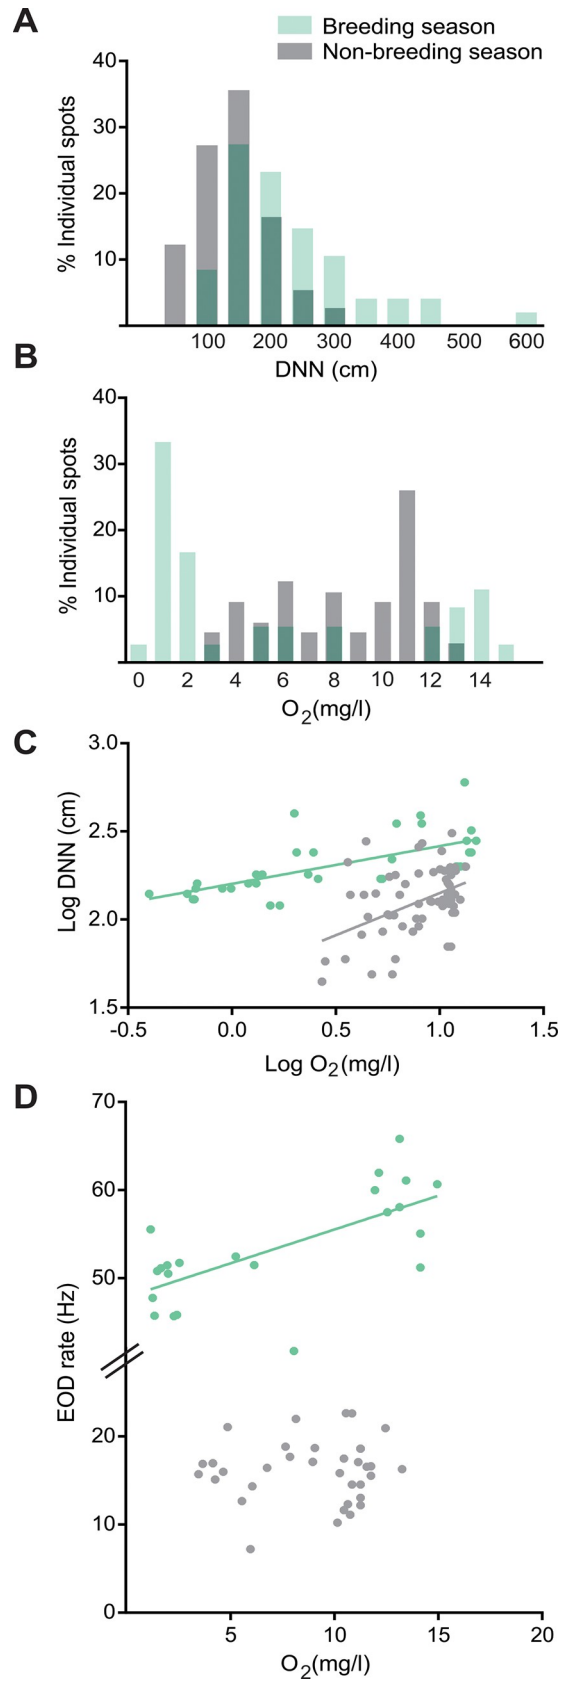 A
Breeding season
Non-breeding season
40
30
20
10
% Individual spots
100 200 300 400 500 600
DNN (cm)
B
40
30
20
10
% Individual spots
0 2 4 6 8 10 12 14
O2(mg/l)
C
3.0
2.5
2.0
1.5
Log DNN (cm)
-0.5 0.0 0.5 1.0 1.5
Log O2(mg/l)
D
70
60
50
20
10
0
EOD rate (Hz)
5 10 15 20
O2(mg/l)